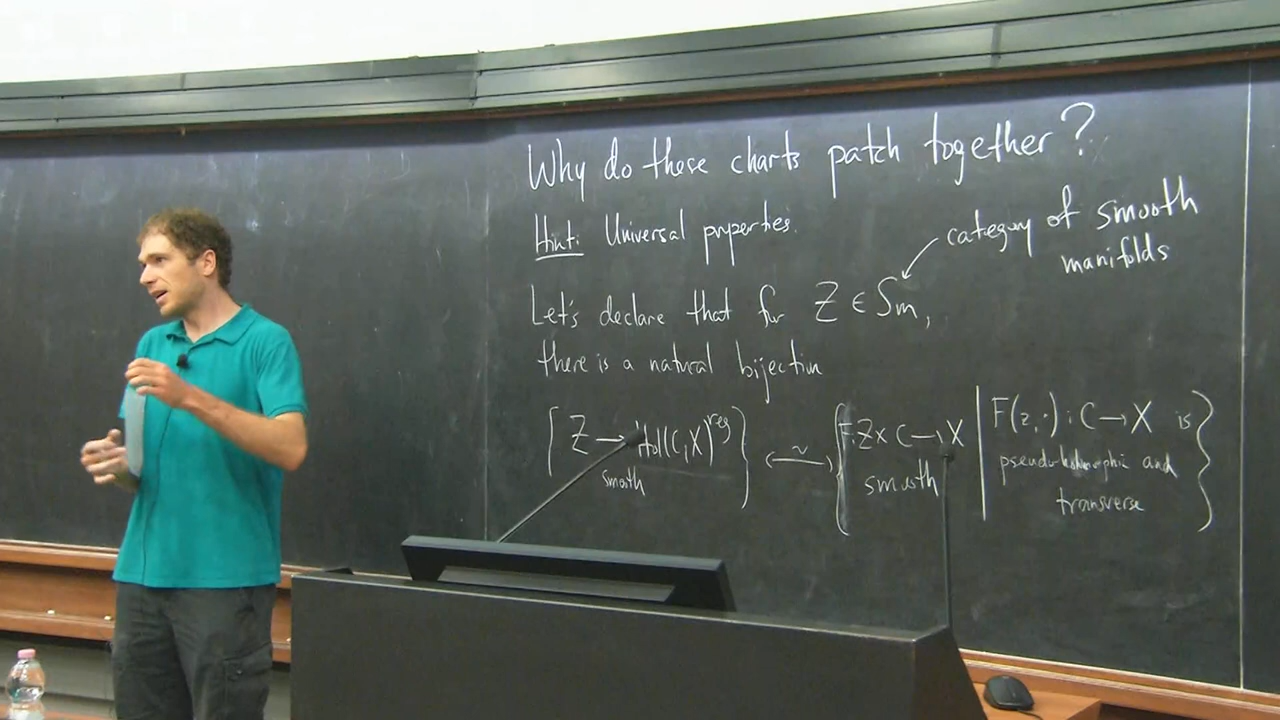 Why do these charts patch together?
Hint: Universal properties.
category of smooth
manifolds
Let's declare that for Z ∈ Sm,
there is a natural bijection
{ Z → Hol(C,X)^reg } ⟷~ { F: Z × C → X | F(z,·): C → X is }
smooth smooth pseudo-holomorphic and
transverse